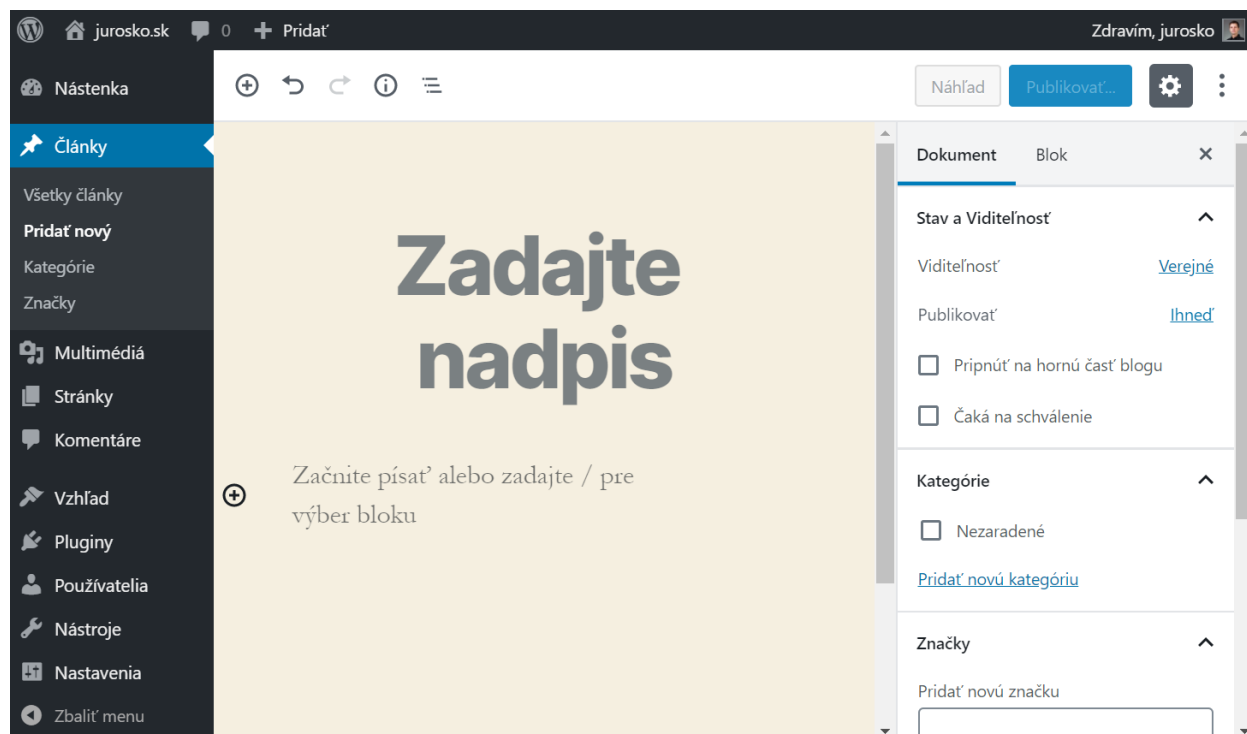 jurosko.sk 0 Pridať Zdravím, jurosko
Nástenka
Články
Všetky články
Pridať nový
Kategórie
Značky
Multimédiá
Stránky
Komentáre
Vzhľad
Pluginy
Používatelia
Nástroje
Nastavenia
Zbaliť menu
Náhľad Publikovať...
Zadajte
nadpis
Začnite písať alebo zadajte / pre
výber bloku
Dokument Blok
Stav a Viditeľnosť
Viditeľnosť Verejné
Publikovať Ihneď
Pripnúť na hornú časť blogu
Čaká na schválenie
Kategórie
Nezaradené
Pridať novú kategóriu
Značky
Pridať novú značku